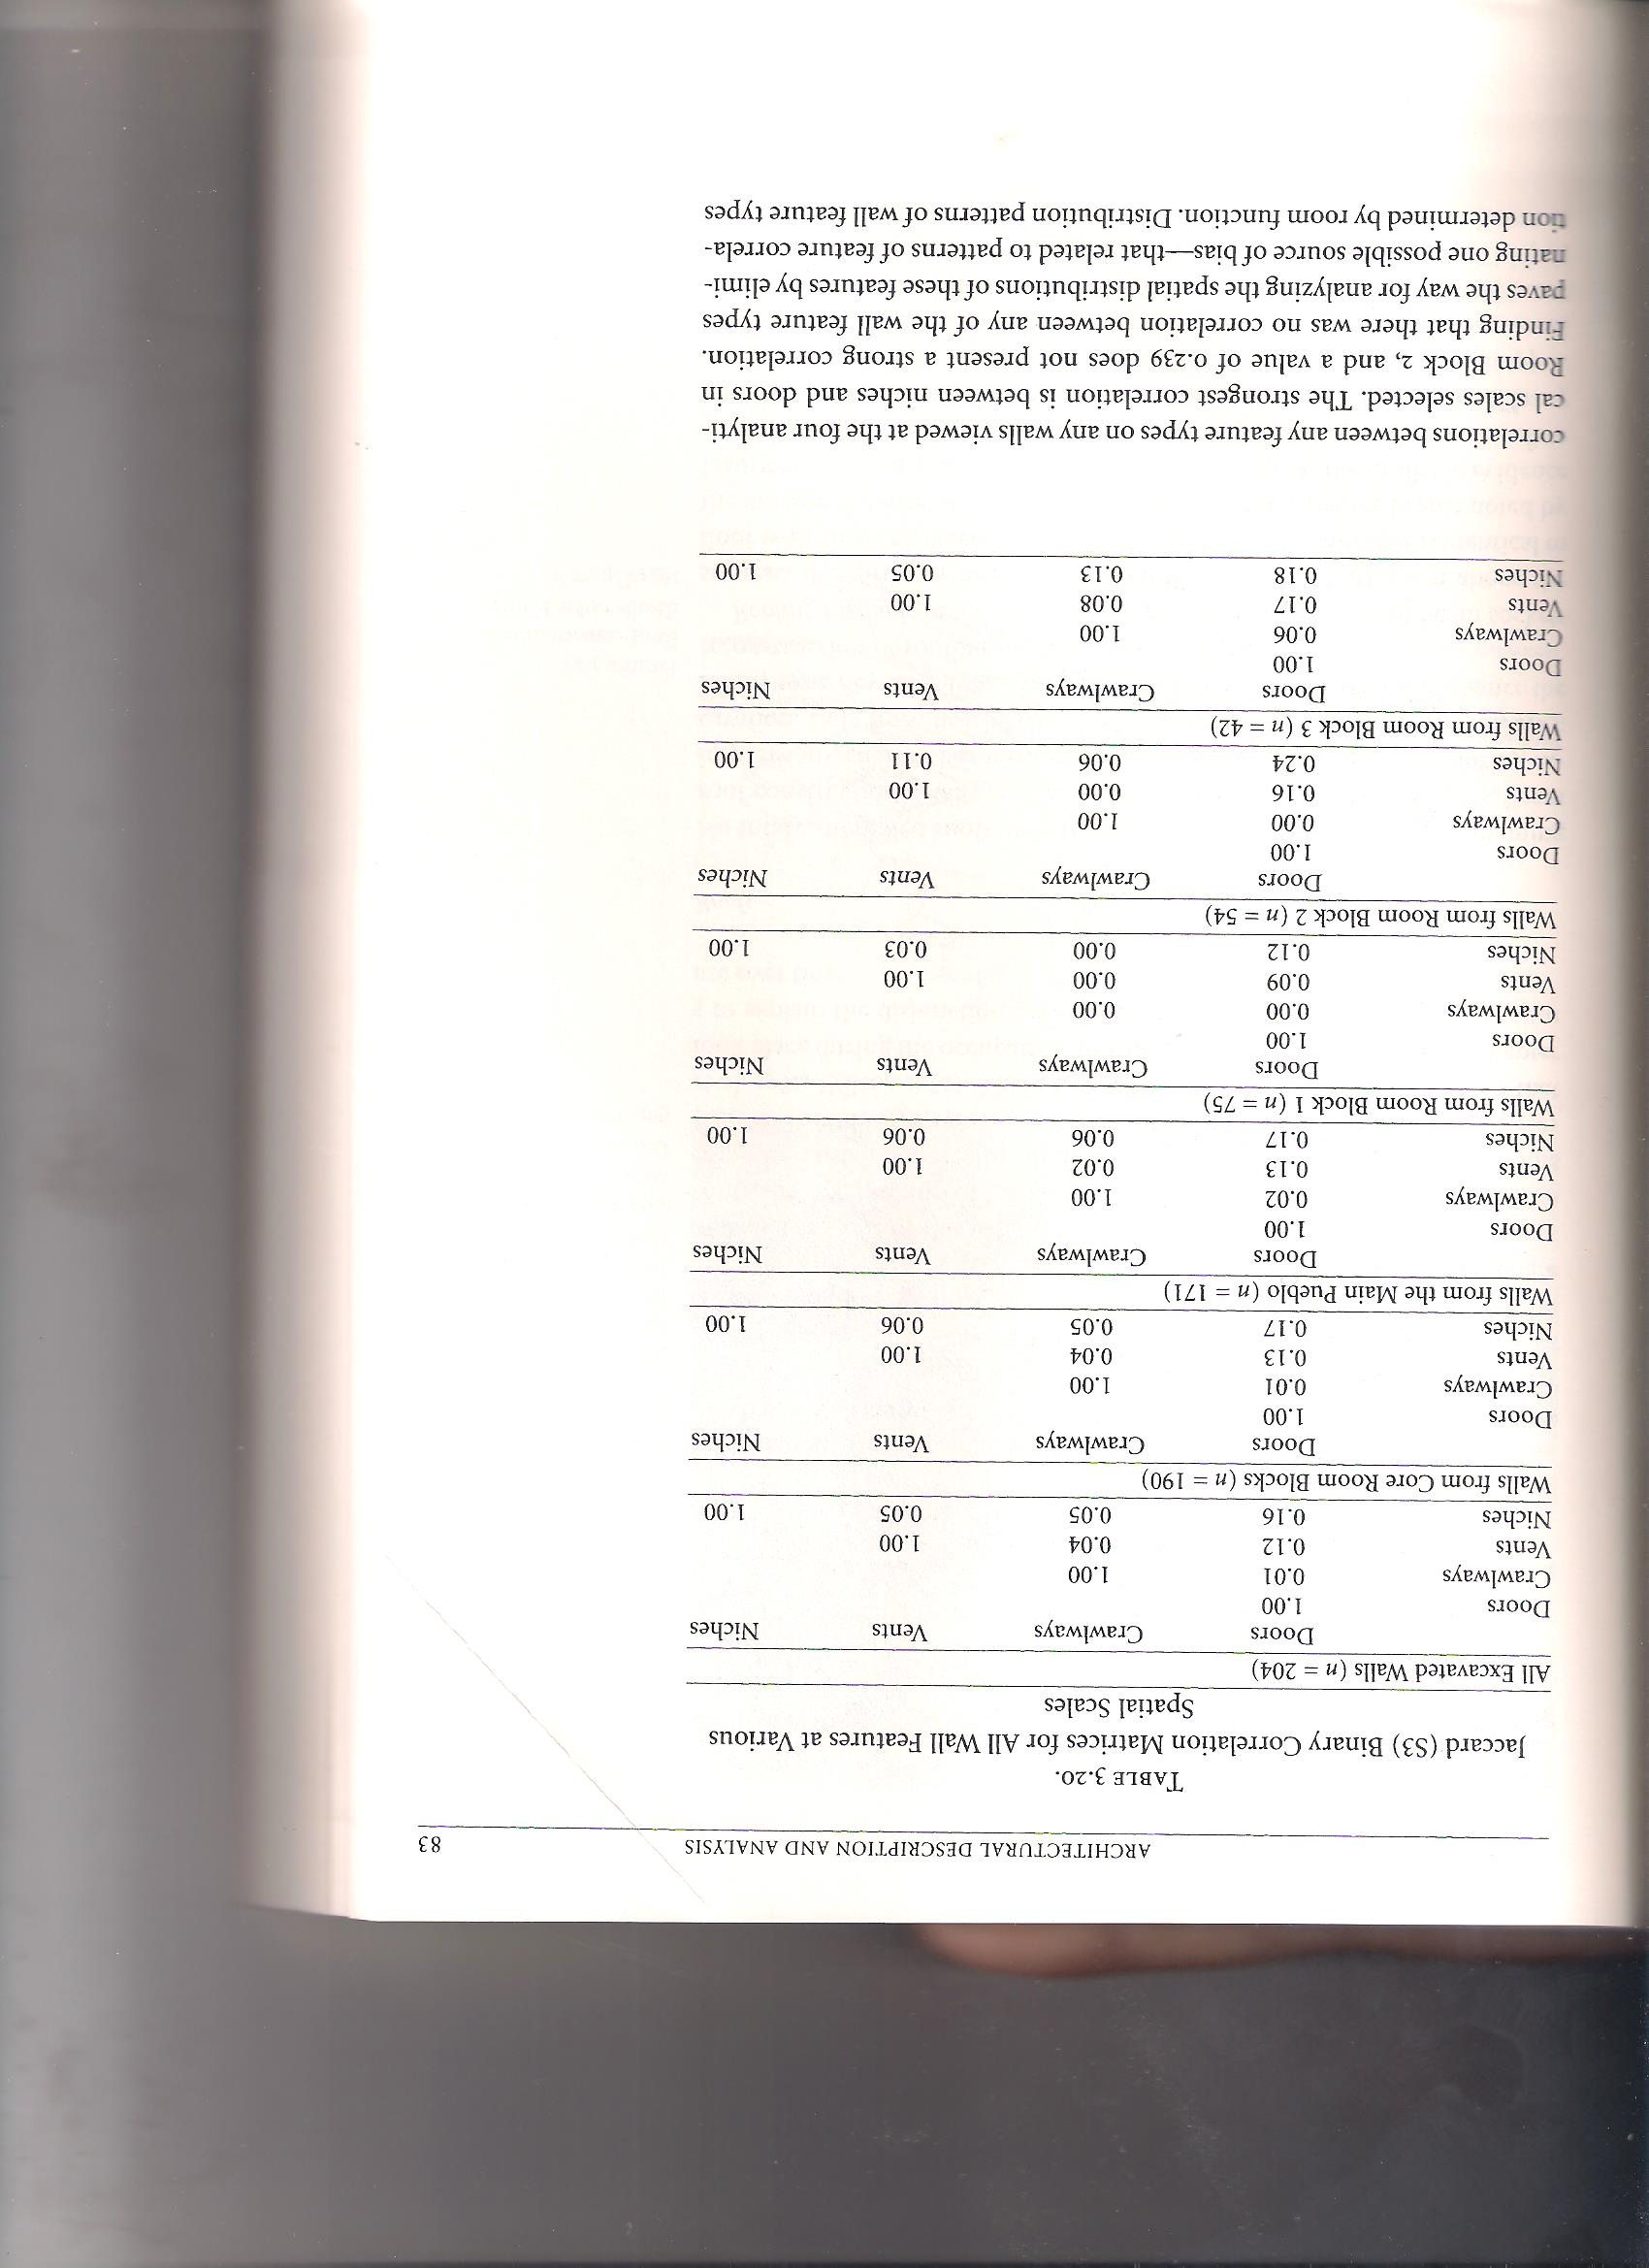 ARCHITECTURAL DESCRIPTION AND ANALYSIS 83
TABLE 3.20.
Jaccard (S3) Binary Correlation Matrices for All Wall Features at Various
Spatial Scales
All Excavated Walls (n = 204)
Doors Crawlways Vents Niches
Doors 1.00
Crawlways 0.01 1.00
Vents 0.12 0.04 1.00
Niches 0.16 0.05 0.05 1.00
Walls from Core Room Blocks (n = 190)
Doors Crawlways Vents Niches
Doors 1.00
Crawlways 0.01 1.00
Vents 0.13 0.04 1.00
Niches 0.17 0.05 0.06 1.00
Walls from the Main Pueblo (n = 171)
Doors Crawlways Vents Niches
Doors 1.00
Crawlways 0.02 1.00
Vents 0.13 0.02 1.00
Niches 0.17 0.06 0.06 1.00
Walls from Room Block 1 (n = 75)
Doors Crawlways Vents Niches
Doors 1.00
Crawlways 0.00 0.00
Vents 0.09 0.00 1.00
Niches 0.12 0.00 0.03 1.00
Walls from Room Block 2 (n = 54)
Doors Crawlways Vents Niches
Doors 1.00
Crawlways 0.00 1.00
Vents 0.16 0.00 1.00
Niches 0.24 0.06 0.11 1.00
Walls from Room Block 3 (n = 42)
Doors Crawlways Vents Niches
Doors 1.00
Crawlways 0.06 1.00
Vents 0.17 0.08 1.00
Niches 0.18 0.13 0.05 1.00
correlations between any feature types on any walls viewed at the four analyti-
cal scales selected. The strongest correlation is between niches and doors in
Room Block 2, and a value of 0.239 does not present a strong correlation.
Finding that there was no correlation between any of the wall feature types
paves the way for analyzing the spatial distributions of these features by elimi-
nating one possible source of bias—that related to patterns of feature correla-
tion determined by room function. Distribution patterns of wall feature types